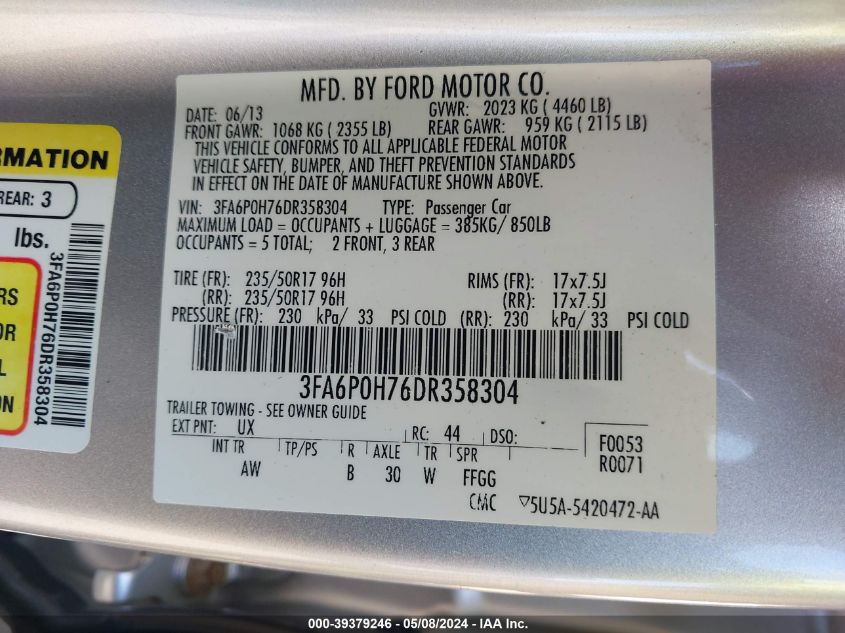 MFD. BY FORD MOTOR CO.
DATE: 06/13 GVWR: 2023 KG ( 4460 LB)
FRONT GAWR: 1068 KG ( 2355 LB) REAR GAWR: 959 KG ( 2115 LB)
THIS VEHICLE CONFORMS TO ALL APPLICABLE FEDERAL MOTOR
VEHICLE SAFETY, BUMPER, AND THEFT PREVENTION STANDARDS
IN EFFECT ON THE DATE OF MANUFACTURE SHOWN ABOVE.
VIN: 3FA6P0H76DR358304 TYPE: Passenger Car
MAXIMUM LOAD = OCCUPANTS + LUGGAGE = 385KG/ 850LB
OCCUPANTS = 5 TOTAL; 2 FRONT, 3 REAR
TIRE (FR): 235/50R17 96H RIMS (FR): 17x7.5J
(RR): 235/50R17 96H (RR): 17x7.5J
PRESSURE (FR): 230 kPa/ 33 PSI COLD (RR): 230 kPa/ 33 PSI COLD
3FA6P0H76DR358304
TRAILER TOWING - SEE OWNER GUIDE
EXT PNT: UX RC: 44 DSO: F0053
INT TR TP/PS R AXLE TR SPR R0071
AW B 30 W FFGG
CMC ▽5U5A-5420472-AA
RMATION
REAR: 3
lbs.
RS
OR
L
ON
3FA6P0H76DR358304
000-39379246 - 05/08/2024 - IAA Inc.